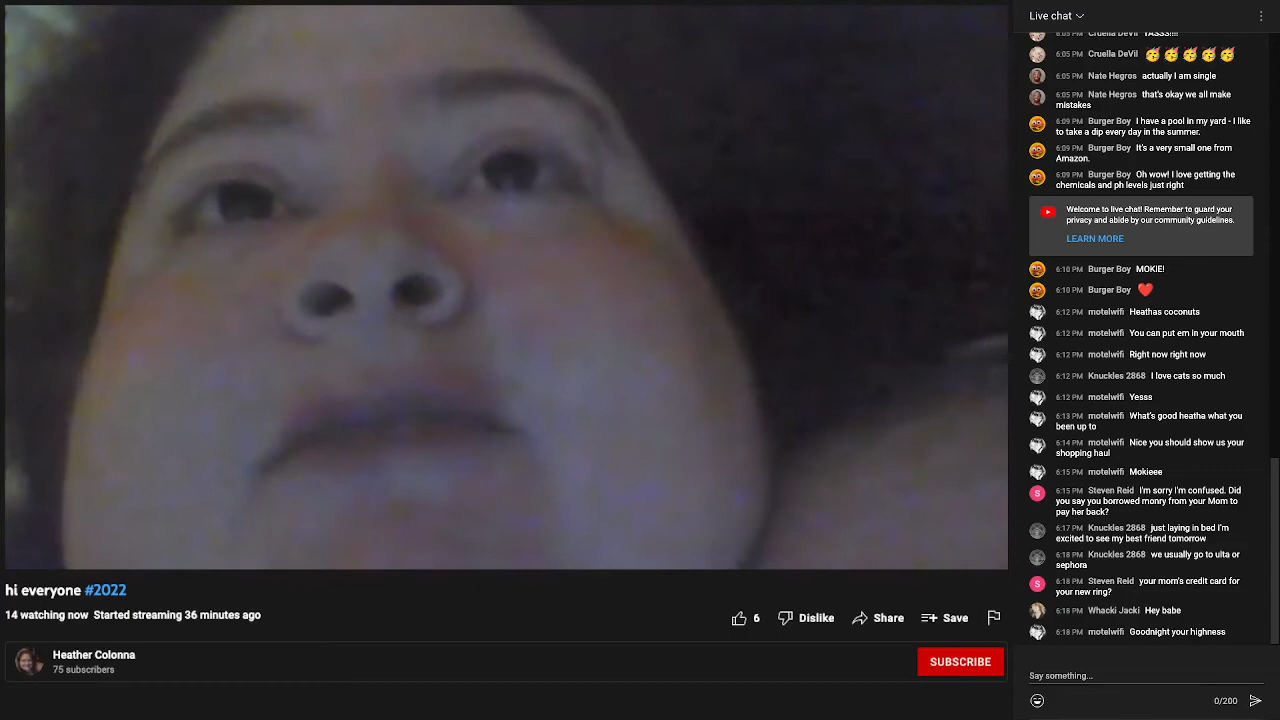 hi everyone #2022
14 watching now Started streaming 36 minutes ago
6
Dislike
Share
Save
Heather Colonna
75 subscribers
SUBSCRIBE
Live chat
6:05 PM Cruella DeVil YASSS!!!!
6:05 PM Cruella DeVil 🥳🥳🥳🥳🥳
6:05 PM Nate Hegros actually I am single
6:05 PM Nate Hegros that's okay we all make
mistakes
6:09 PM Burger Boy I have a pool in my yard - I like
to take a dip every day in the summer.
6:09 PM Burger Boy It's a very small one from
Amazon.
6:09 PM Burger Boy Oh wow! I love getting the
chemicals and ph levels just right
Welcome to live chat! Remember to guard your
privacy and abide by our community guidelines.
LEARN MORE
6:10 PM Burger Boy MOKIE!
6:10 PM Burger Boy ❤️
6:12 PM motelwifi Heathas coconuts
6:12 PM motelwifi You can put em in your mouth
6:12 PM motelwifi Right now right now
6:12 PM Knuckles 2868 I love cats so much
6:12 PM motelwifi Yesss
6:13 PM motelwifi What's good heatha what you
been up to
6:14 PM motelwifi Nice you should show us your
shopping haul
6:15 PM motelwifi Mokieee
S
6:15 PM Steven Reid I'm sorry I'm confused. Did
you say you borrowed monry from your Mom to
pay her back?
6:17 PM Knuckles 2868 just laying in bed I'm
excited to see my best friend tomorrow
6:18 PM Knuckles 2868 we usually go to ulta or
sephora
S
6:18 PM Steven Reid your mom's credit card for
your new ring?
6:18 PM Whacki Jacki Hey babe
6:18 PM motelwifi Goodnight your highness
Say something...
0/200